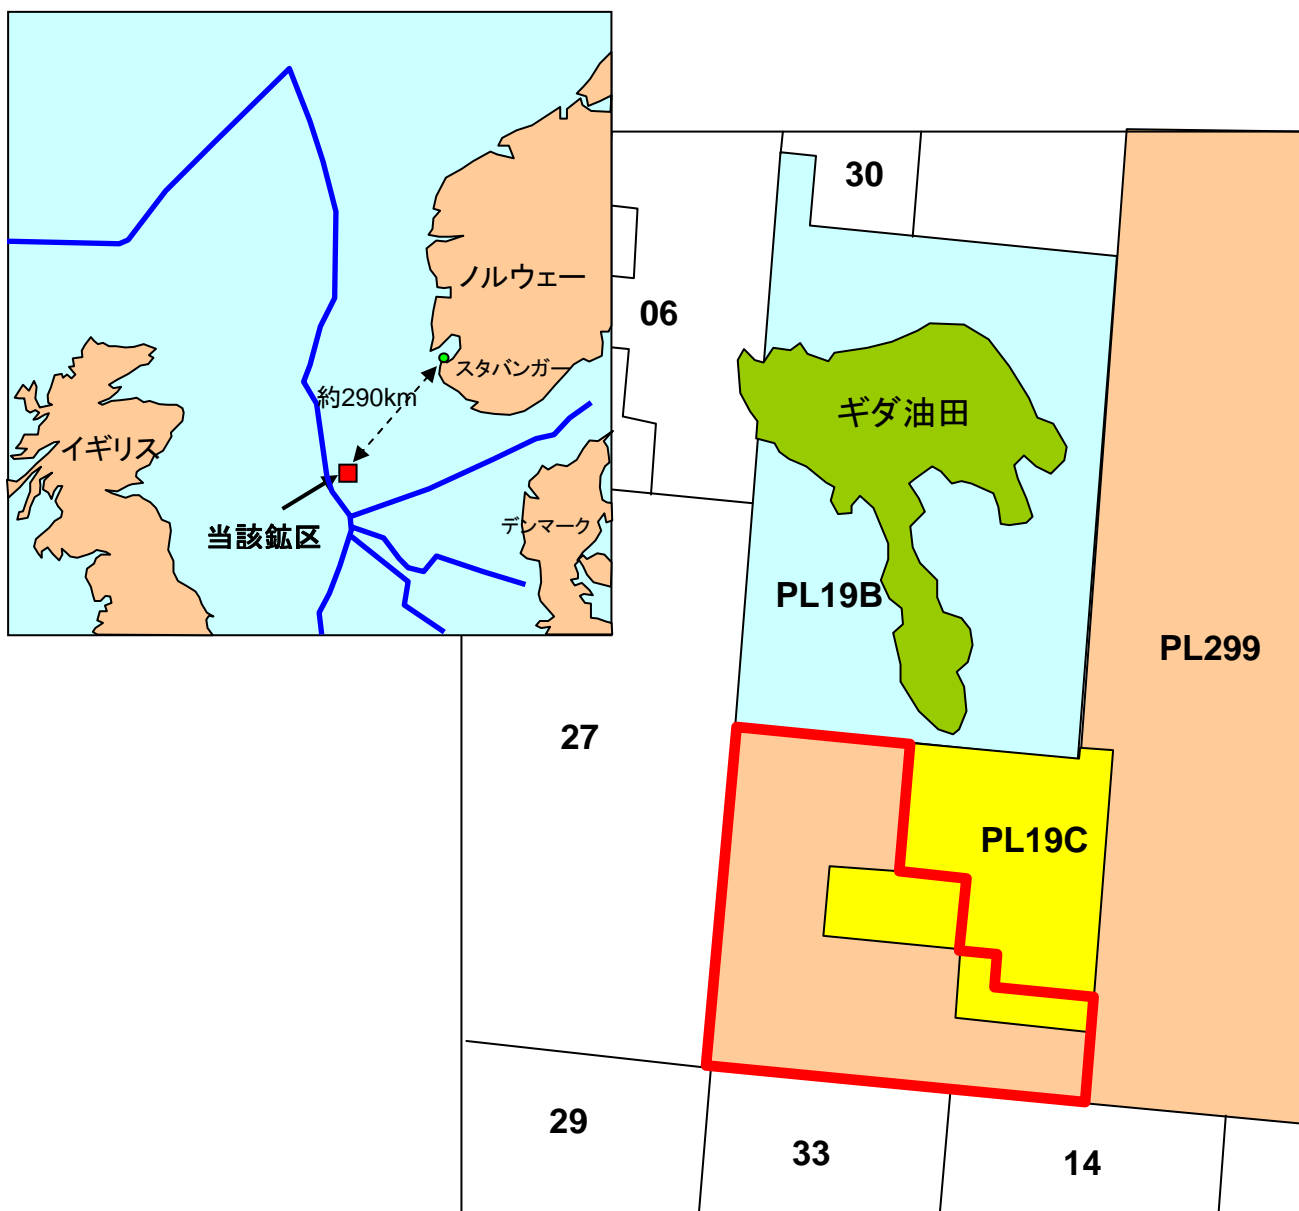 ノルウェー
スタバンガー
約290km
イギリス
当該鉱区
デンマーク
30
06
ギダ油田
PL19B
PL299
27
PL19C
29
33
14